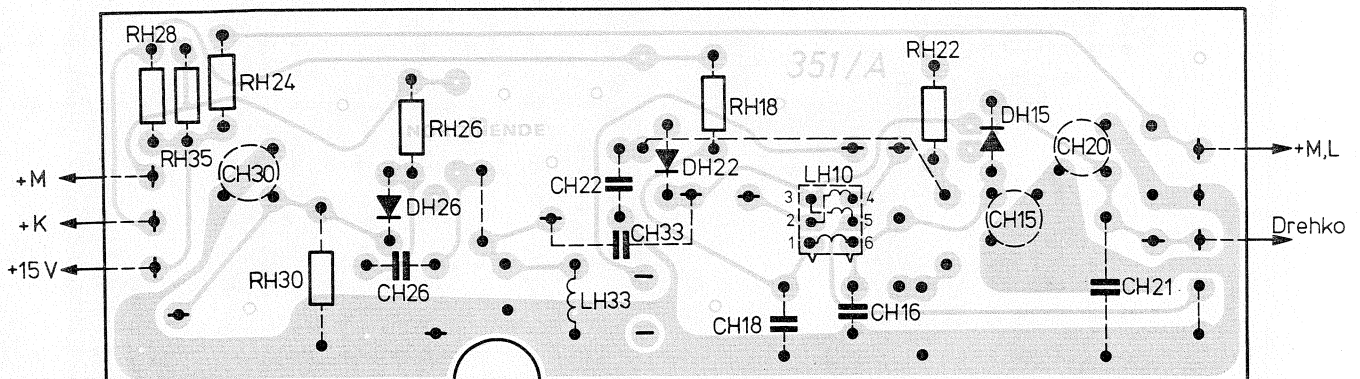 RH28
RH24
RH35
CH30
+M
+K
+15V
RH26
DH26
RH30
CH26
351/A
RH18
RH22
DH15
CH20
+M,L
CH22
DH22
LH10
3 4
2 5
1 6
CH15
CH33
Drehko
LH33
CH18
CH16
CH21